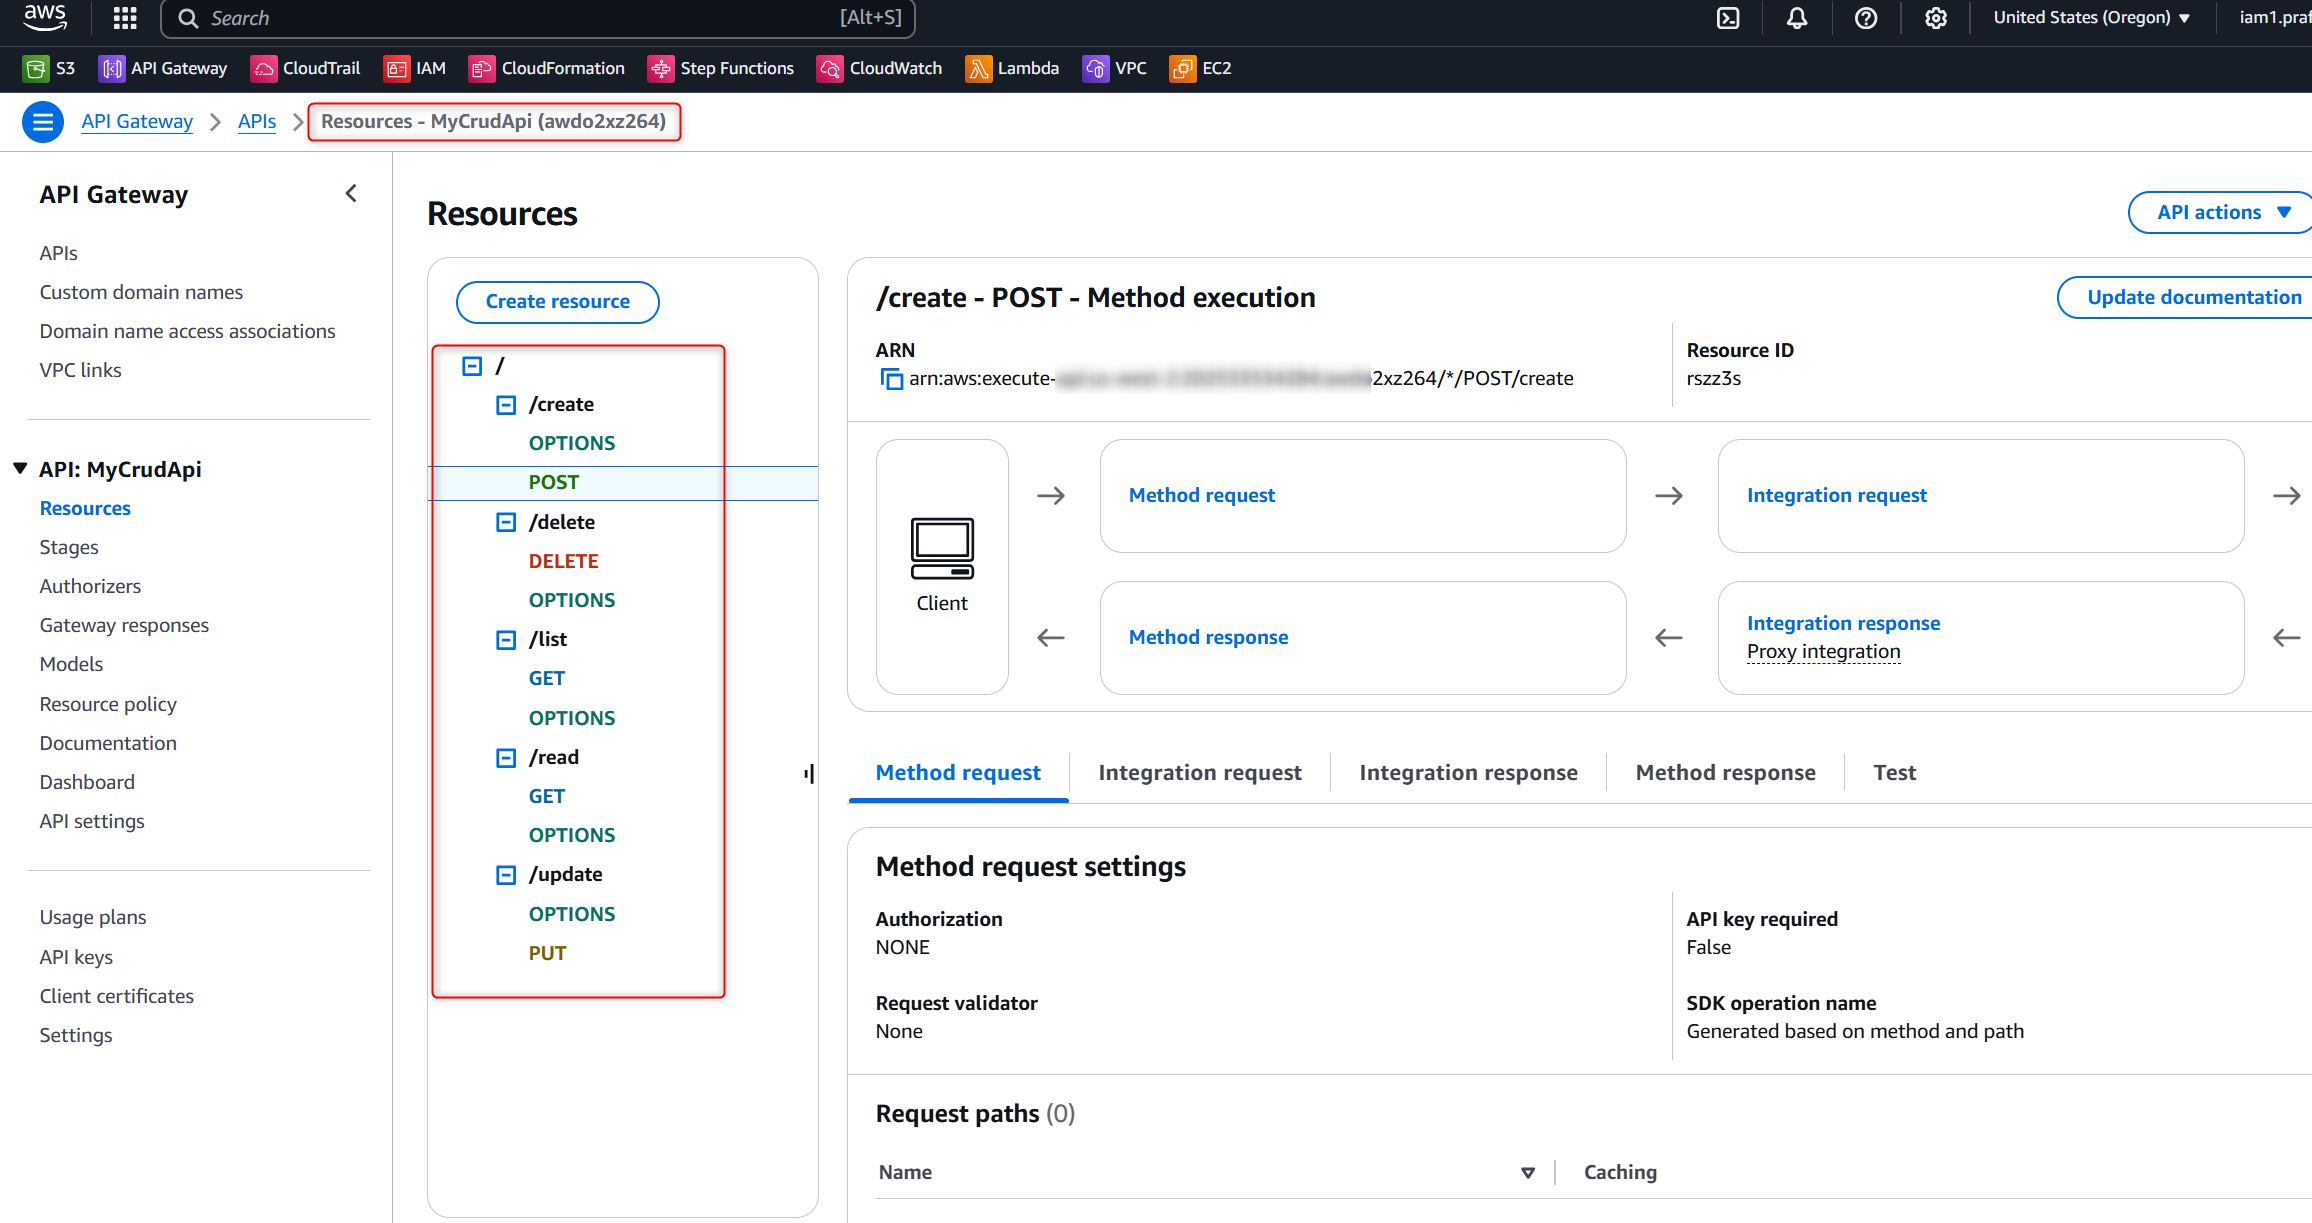 aws
Search [Alt+S]
United States (Oregon) ▼
S3 API Gateway CloudTrail IAM CloudFormation Step Functions CloudWatch Lambda VPC EC2
API Gateway > APIs > Resources - MyCrudApi (awdo2xz264)
API Gateway
APIs
Custom domain names
Domain name access associations
VPC links
API: MyCrudApi
Resources
Stages
Authorizers
Gateway responses
Models
Resource policy
Documentation
Dashboard
API settings
Usage plans
API keys
Client certificates
Settings
Resources
API actions ▼
Create resource
/
/create
OPTIONS
POST
/delete
DELETE
OPTIONS
/list
GET
OPTIONS
/read
GET
OPTIONS
/update
OPTIONS
PUT
/create - POST - Method execution
Update documentation
ARN
arn:aws:execute- 2xz264/*/POST/create
Resource ID
rszz3s
Client
Method request
Integration request
Method response
Integration response
Proxy integration
Method request Integration request Integration response Method response Test
Method request settings
Authorization
NONE
API key required
False
Request validator
None
SDK operation name
Generated based on method and path
Request paths (0)
Name Caching